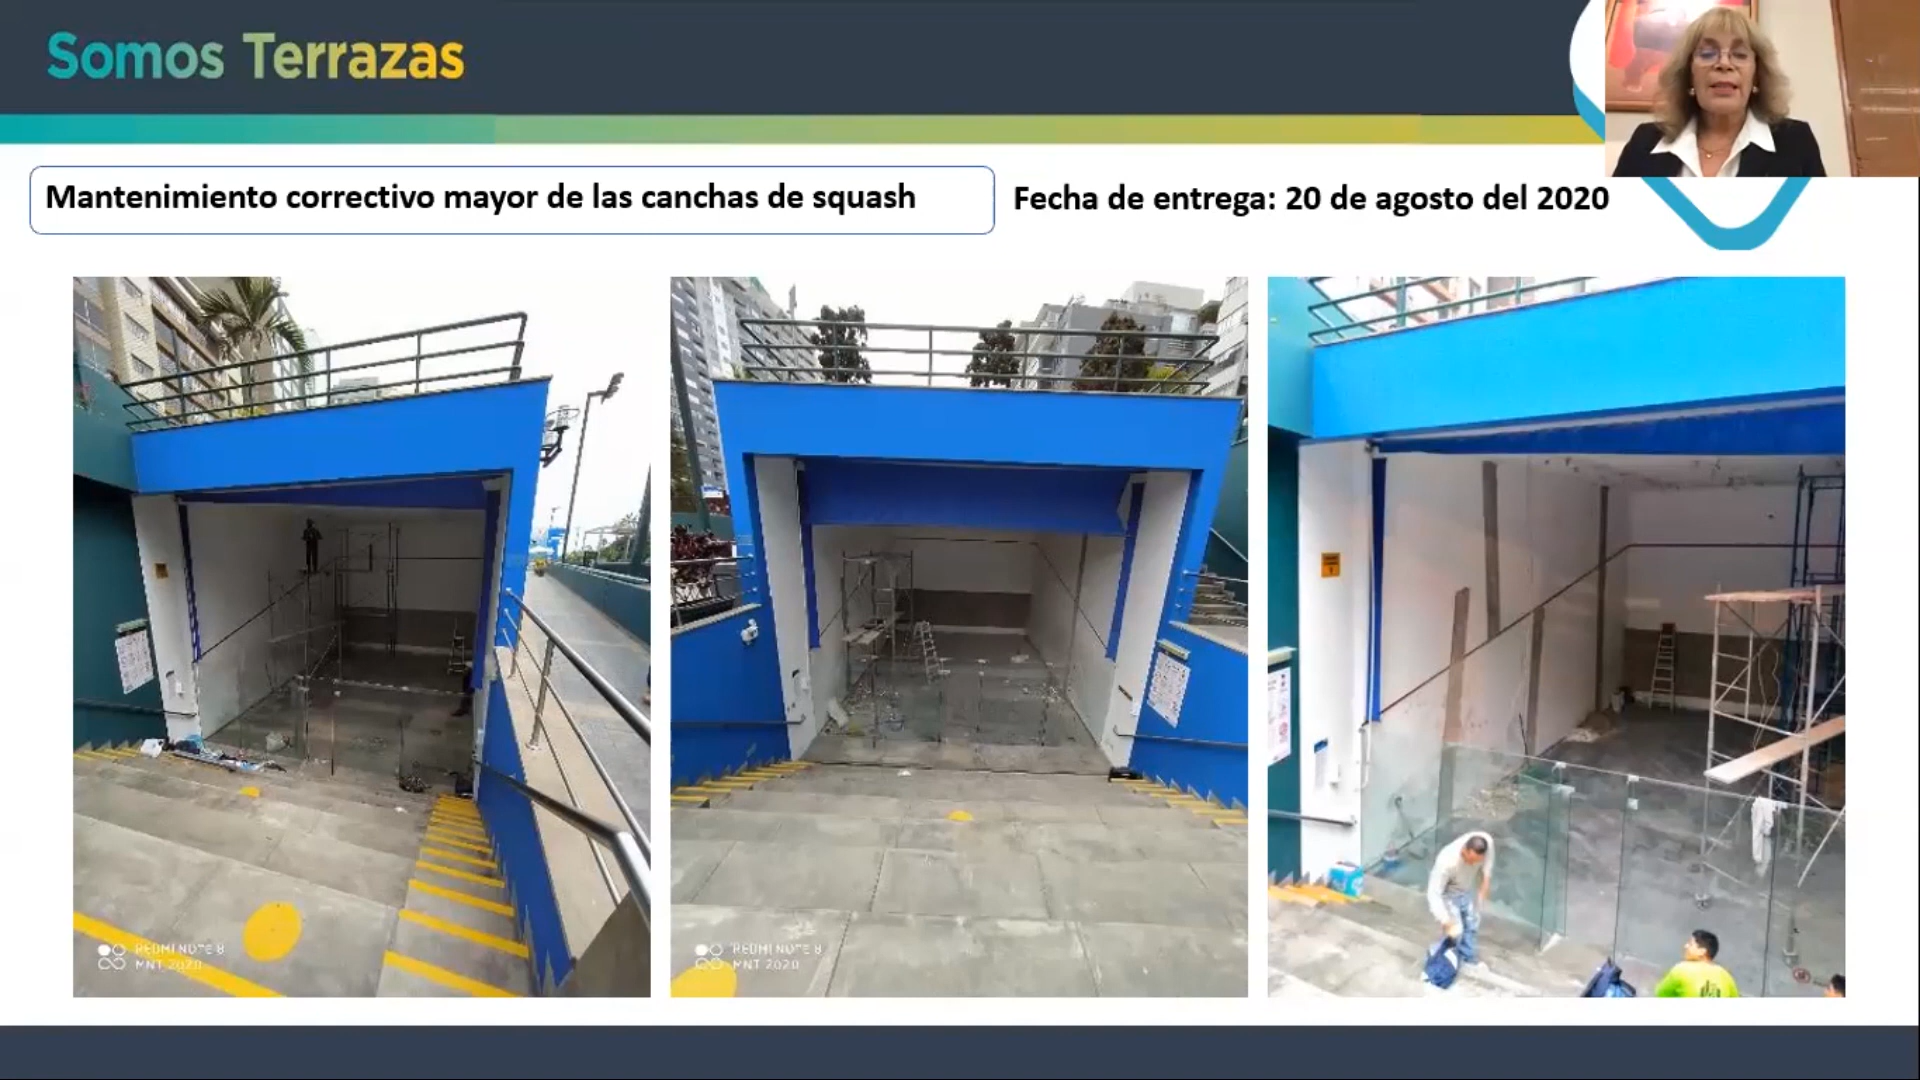 Somos Terrazas
Mantenimiento correctivo mayor de las canchas de squash
Fecha de entrega: 20 de agosto del 2020
REDMI NOTE 8
MNT 2020
REDMI NOTE 8
MNT 2020